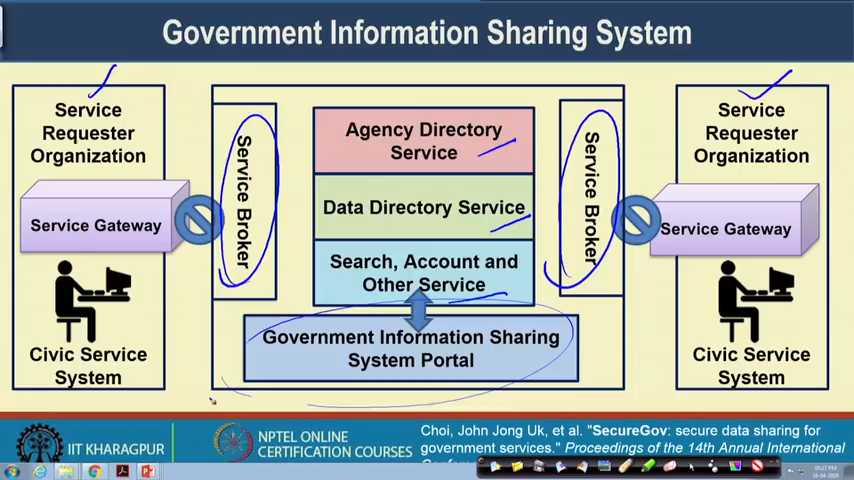 Government Information Sharing System
Service
Requester
Organization
Service Gateway
Civic Service
System
Service Broker
Agency Directory
Service
Data Directory Service
Search, Account and
Other Service
Government Information Sharing
System Portal
Service Broker
Service
Requester
Organization
Service Gateway
Civic Service
System
IIT KHARAGPUR
NPTEL ONLINE
CERTIFICATION COURSES
Choi, John Jong Uk, et al. "SecureGov: secure data sharing for
government services." Proceedings of the 14th Annual International